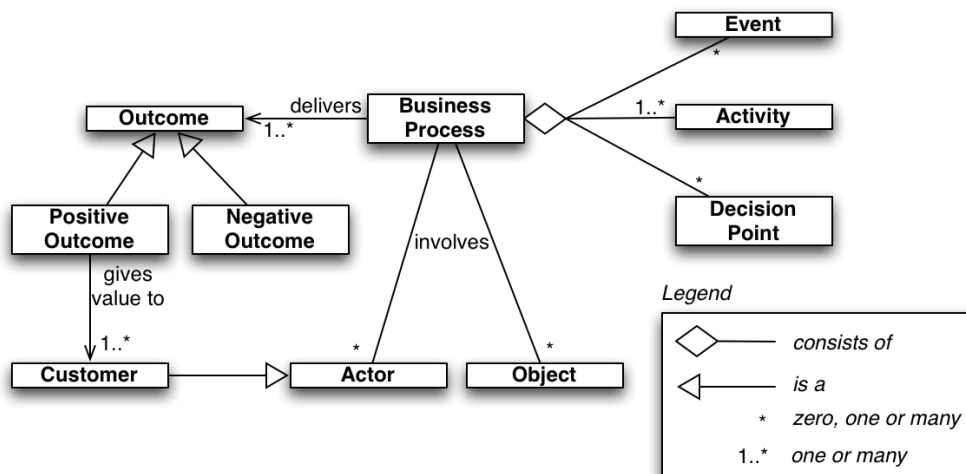 Event
*
delivers
Business
Process
Outcome
1..*
1..*
Activity
*
Positive
Outcome
Negative
Outcome
Decision
Point
involves
gives
value to
Legend
1..*
*
*
consists of
Customer
Actor
Object
is a
* zero, one or many
1..* one or many